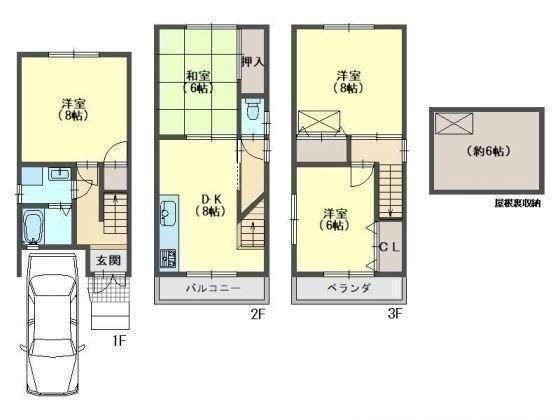 洋室
(8帖)
玄関
1F
和室
(6帖)
押入
DK
(8帖)
バルコニー
2F
洋室
(8帖)
洋室
(6帖)
CL
ベランダ
3F
(約6帖)
屋根裏収納